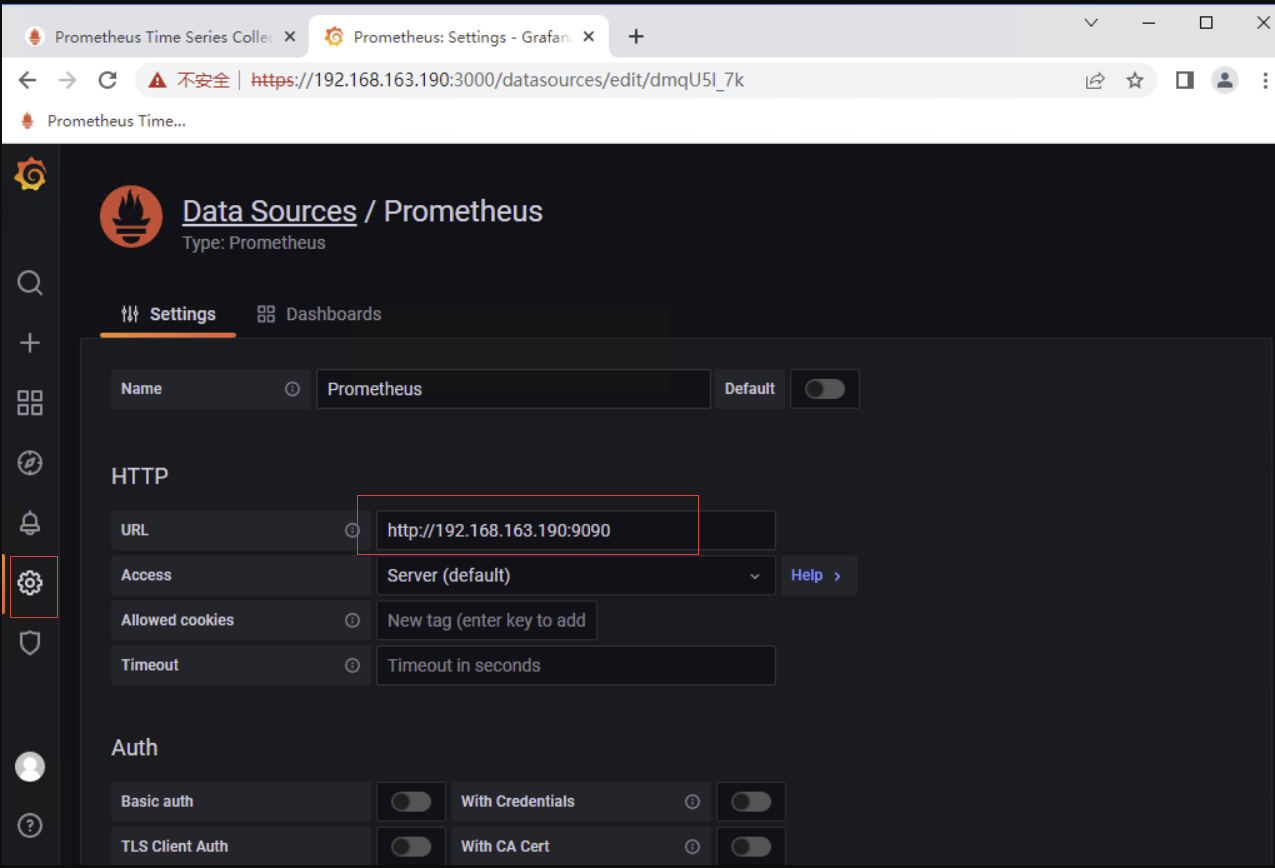 Prometheus Time Series Collec
Prometheus: Settings - Grafana
不安全 | https://192.168.163.190:3000/datasources/edit/dmqU5l_7k
Prometheus Time...
Data Sources / Prometheus
Type: Prometheus
Settings
Dashboards
Name
Prometheus
Default
HTTP
URL
http://192.168.163.190:9090
Access
Server (default)
Help
Allowed cookies
New tag (enter key to add
Timeout
Timeout in seconds
Auth
Basic auth
With Credentials
TLS Client Auth
With CA Cert